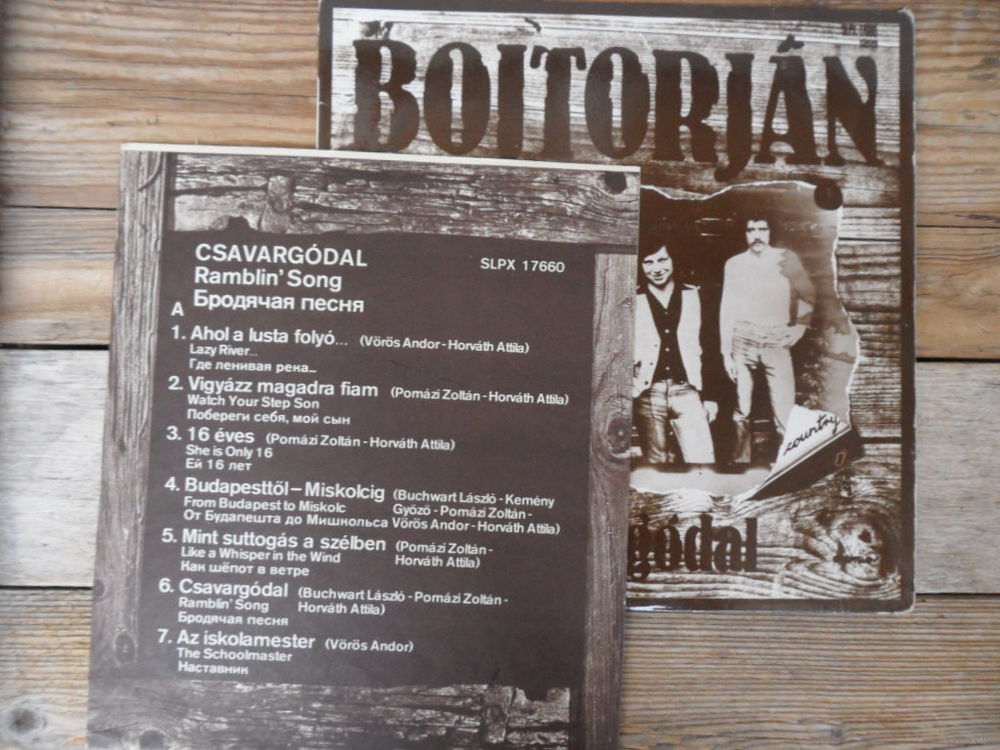 BOJTORJÁN
country
gódal
CSAVARGÓDAL
SLPX 17660
Ramblin' Song
Бродячая песня
A
1. Ahol a lusta folyó... (Vörös Andor - Horváth Attila)
Lazy River...
Где ленивая река...
2. Vigyázz magadra fiam (Pomázi Zoltán - Horváth Attila)
Watch Your Step Son
Побереги себя, мой сын
3. 16 éves (Pomázi Zoltán - Horváth Attila)
She is Only 16
Ей 16 лет
4. Budapesttől – Miskolcig (Buchwart László - Kemény
From Budapest to Miskolc Győző - Pomázi Zoltán -
От Будапешта до Мишкольса Vörös Andor - Horváth Attila)
5. Mint suttogás a szélben (Pomázi Zoltán -
Like a Whisper in the Wind Horváth Attila)
Как шёпот в ветре
6. Csavargódal (Buchwart László - Pomázi Zoltán -
Ramblin' Song Horváth Attila)
Бродячая песня
7. Az iskolamester (Vörös Andor)
The Schoolmaster
Наставник